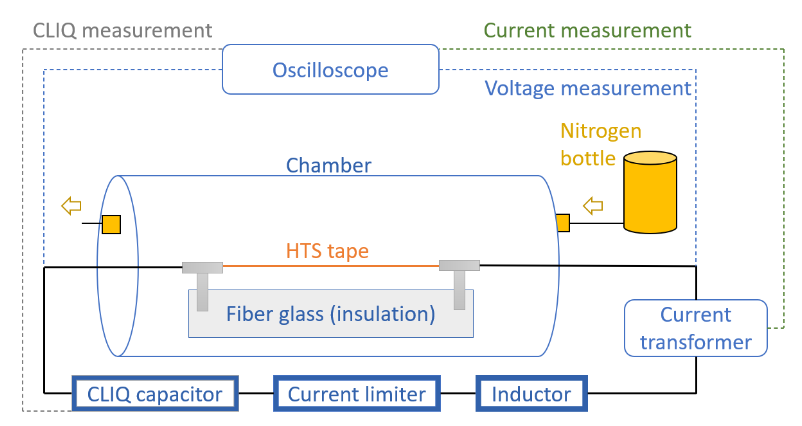 CLIQ measurement
Current measurement
Oscilloscope
Voltage measurement
Nitrogen
bottle
Chamber
HTS tape
Fiber glass (insulation)
Current
transformer
CLIQ capacitor
Current limiter
Inductor